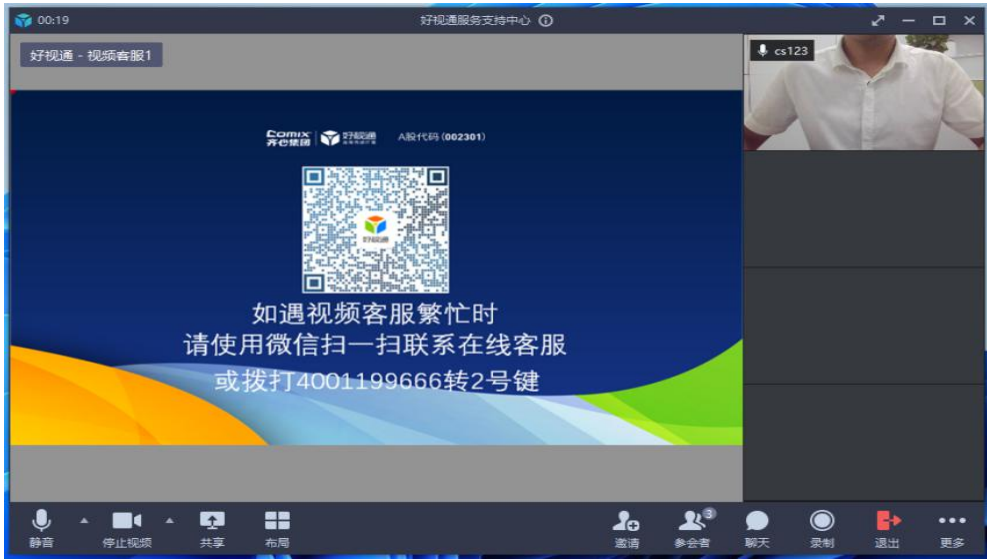 00:19
好视通服务支持中心
好视通 - 视频客服1
cs123
Comix
齐心集团
好视通
A股代码(002301)
好视通
如遇视频客服繁忙时
请使用微信扫一扫联系在线客服
或拨打4001199666转2号键
静音
停止视频
共享
布局
邀请
3
参会者
聊天
录制
退出
更多